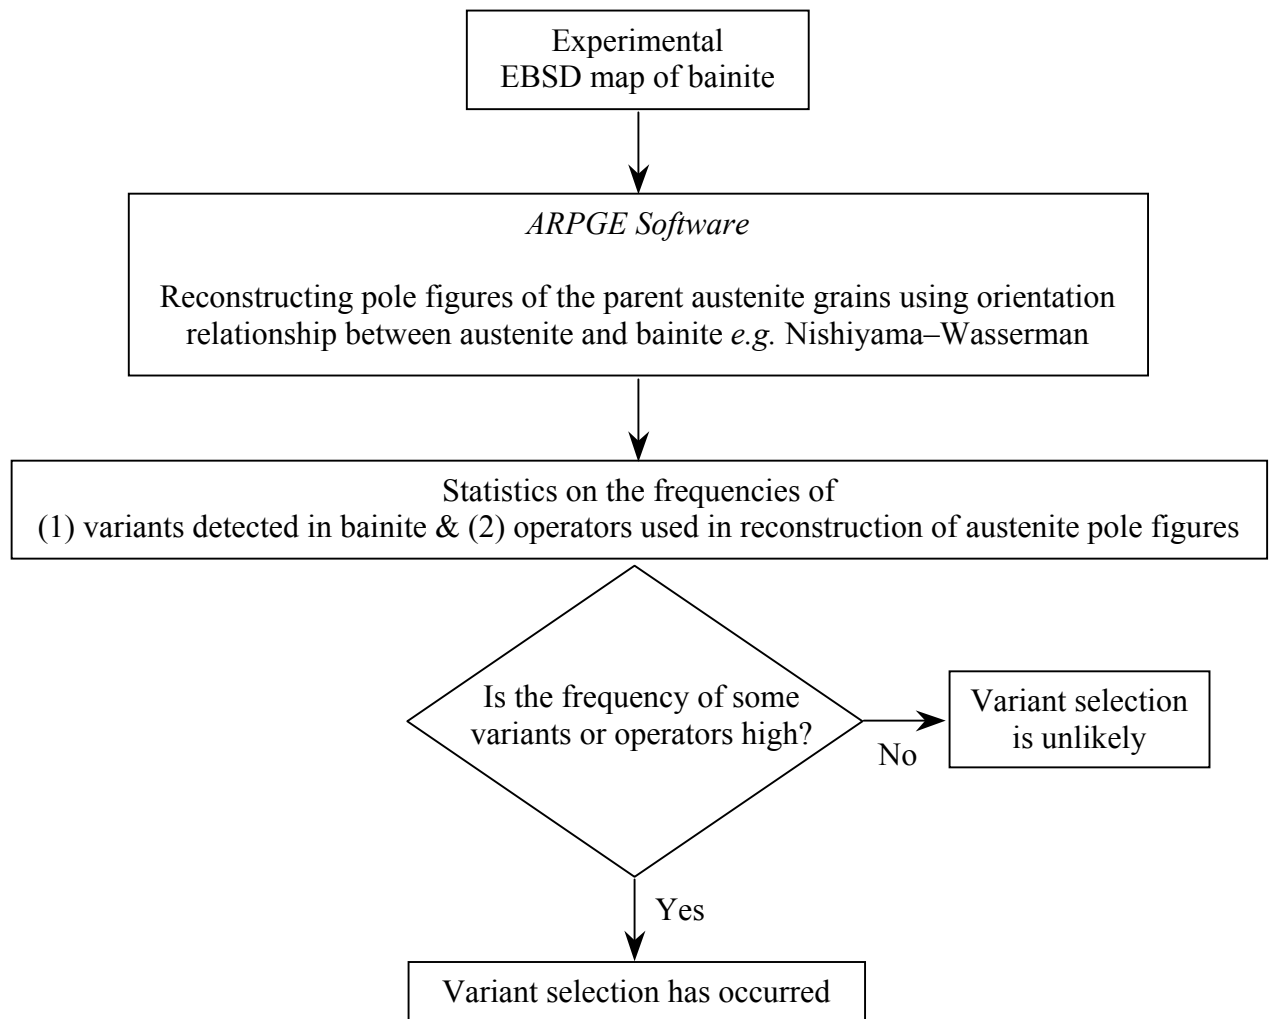 Experimental
EBSD map of bainite
ARPGE Software
Reconstructing pole figures of the parent austenite grains using orientation
relationship between austenite and bainite e.g. Nishiyama–Wasserman
Statistics on the frequencies of
(1) variants detected in bainite & (2) operators used in reconstruction of austenite pole figures
Is the frequency of some
variants or operators high?
No
Variant selection
is unlikely
Yes
Variant selection has occurred